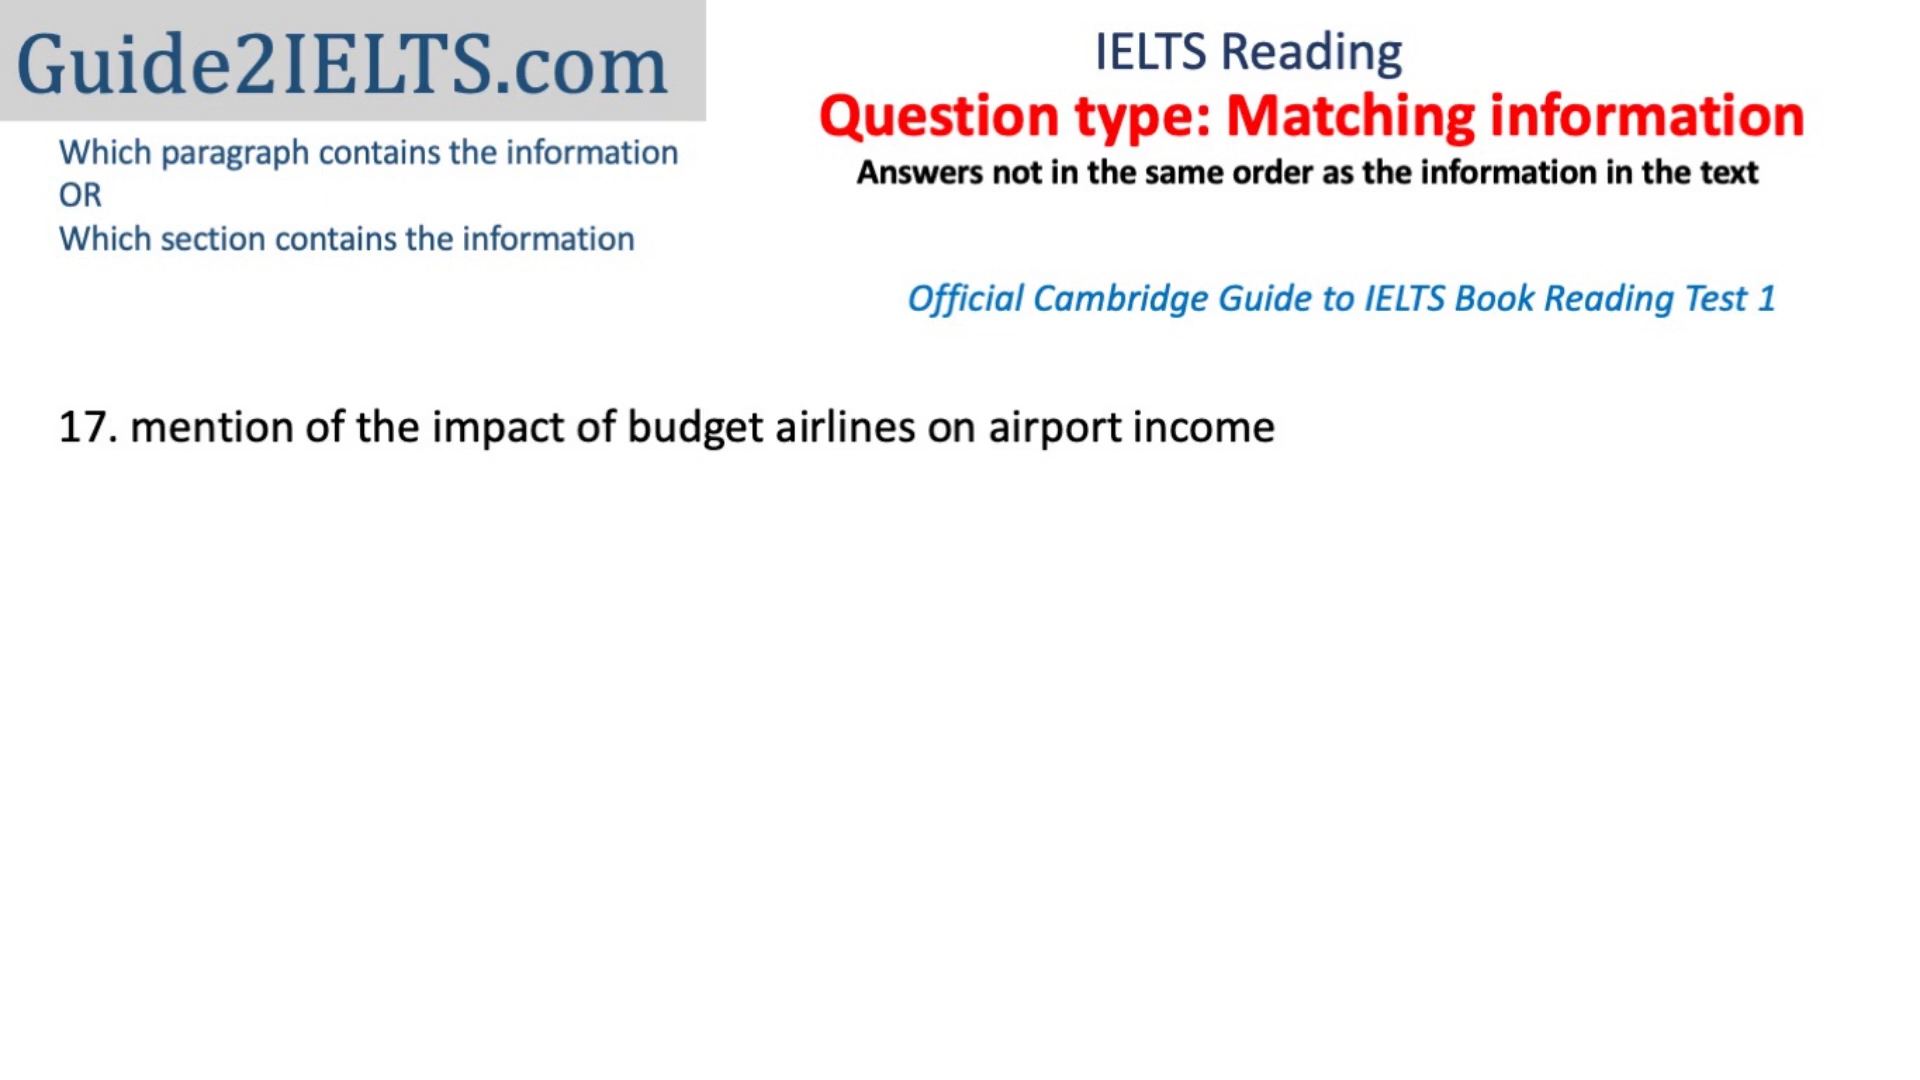 Guide2IELTS.com
Which paragraph contains the information
OR
Which section contains the information
IELTS Reading
Question type: Matching information
Answers not in the same order as the information in the text
Official Cambridge Guide to IELTS Book Reading Test 1
17. mention of the impact of budget airlines on airport income